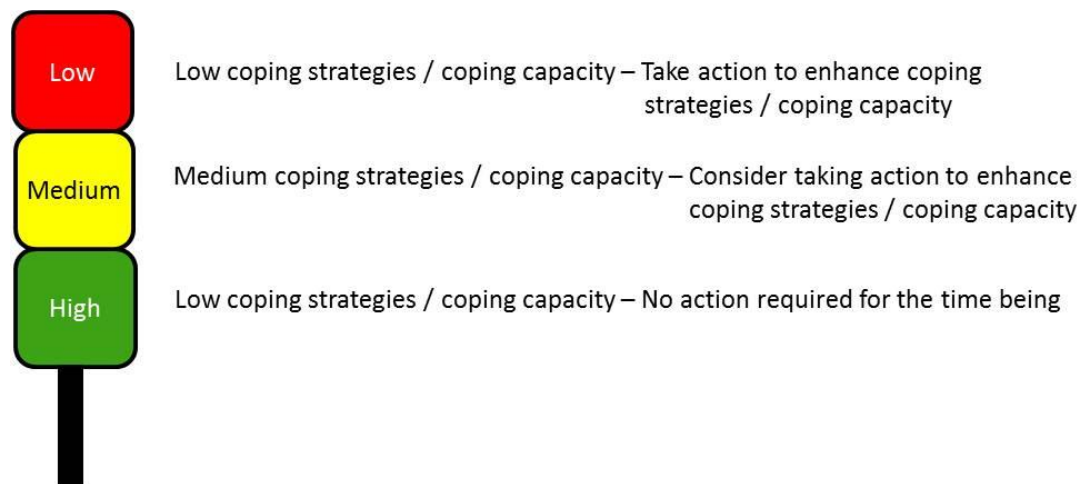 Low
Low coping strategies / coping capacity – Take action to enhance coping
strategies / coping capacity
Medium
Medium coping strategies / coping capacity – Consider taking action to enhance
coping strategies / coping capacity
High
Low coping strategies / coping capacity – No action required for the time being